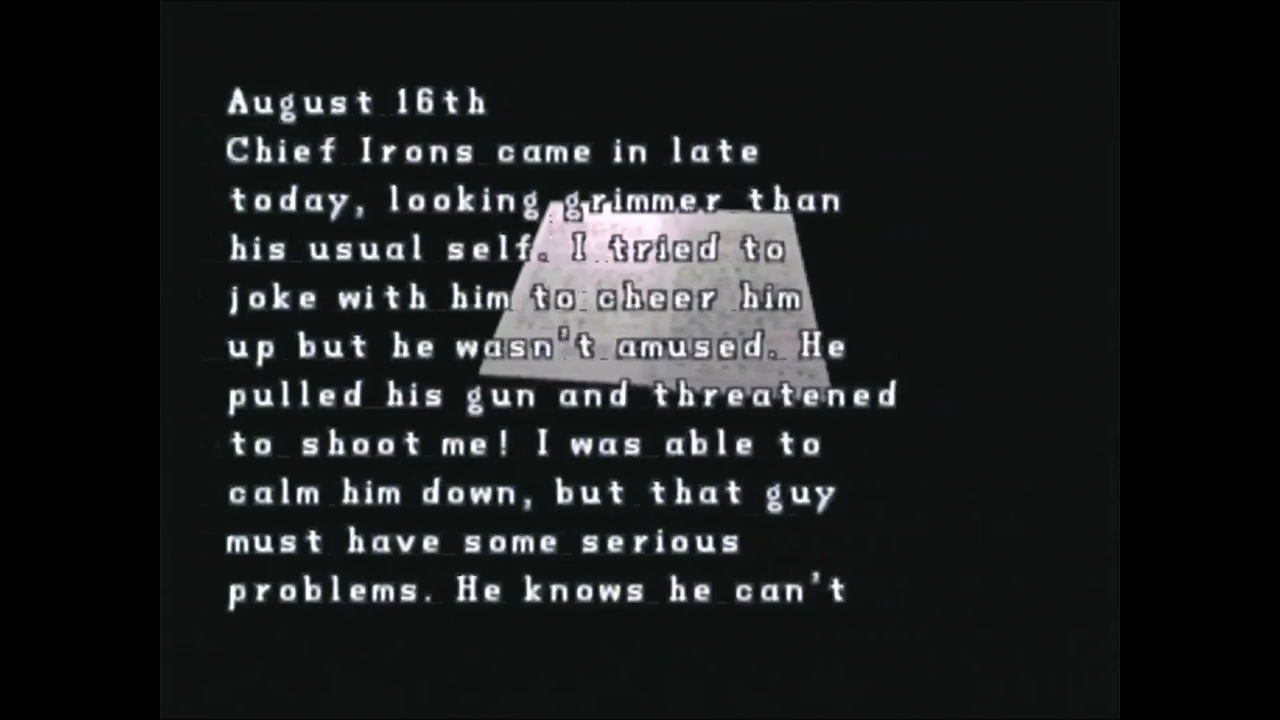 August 16th
Chief Irons came in late
today, looking grimmer than
his usual self. I tried to
joke with him to cheer him
up but he wasn't amused. He
pulled his gun and threatened
to shoot me! I was able to
calm him down, but that guy
must have some serious
problems. He knows he can't